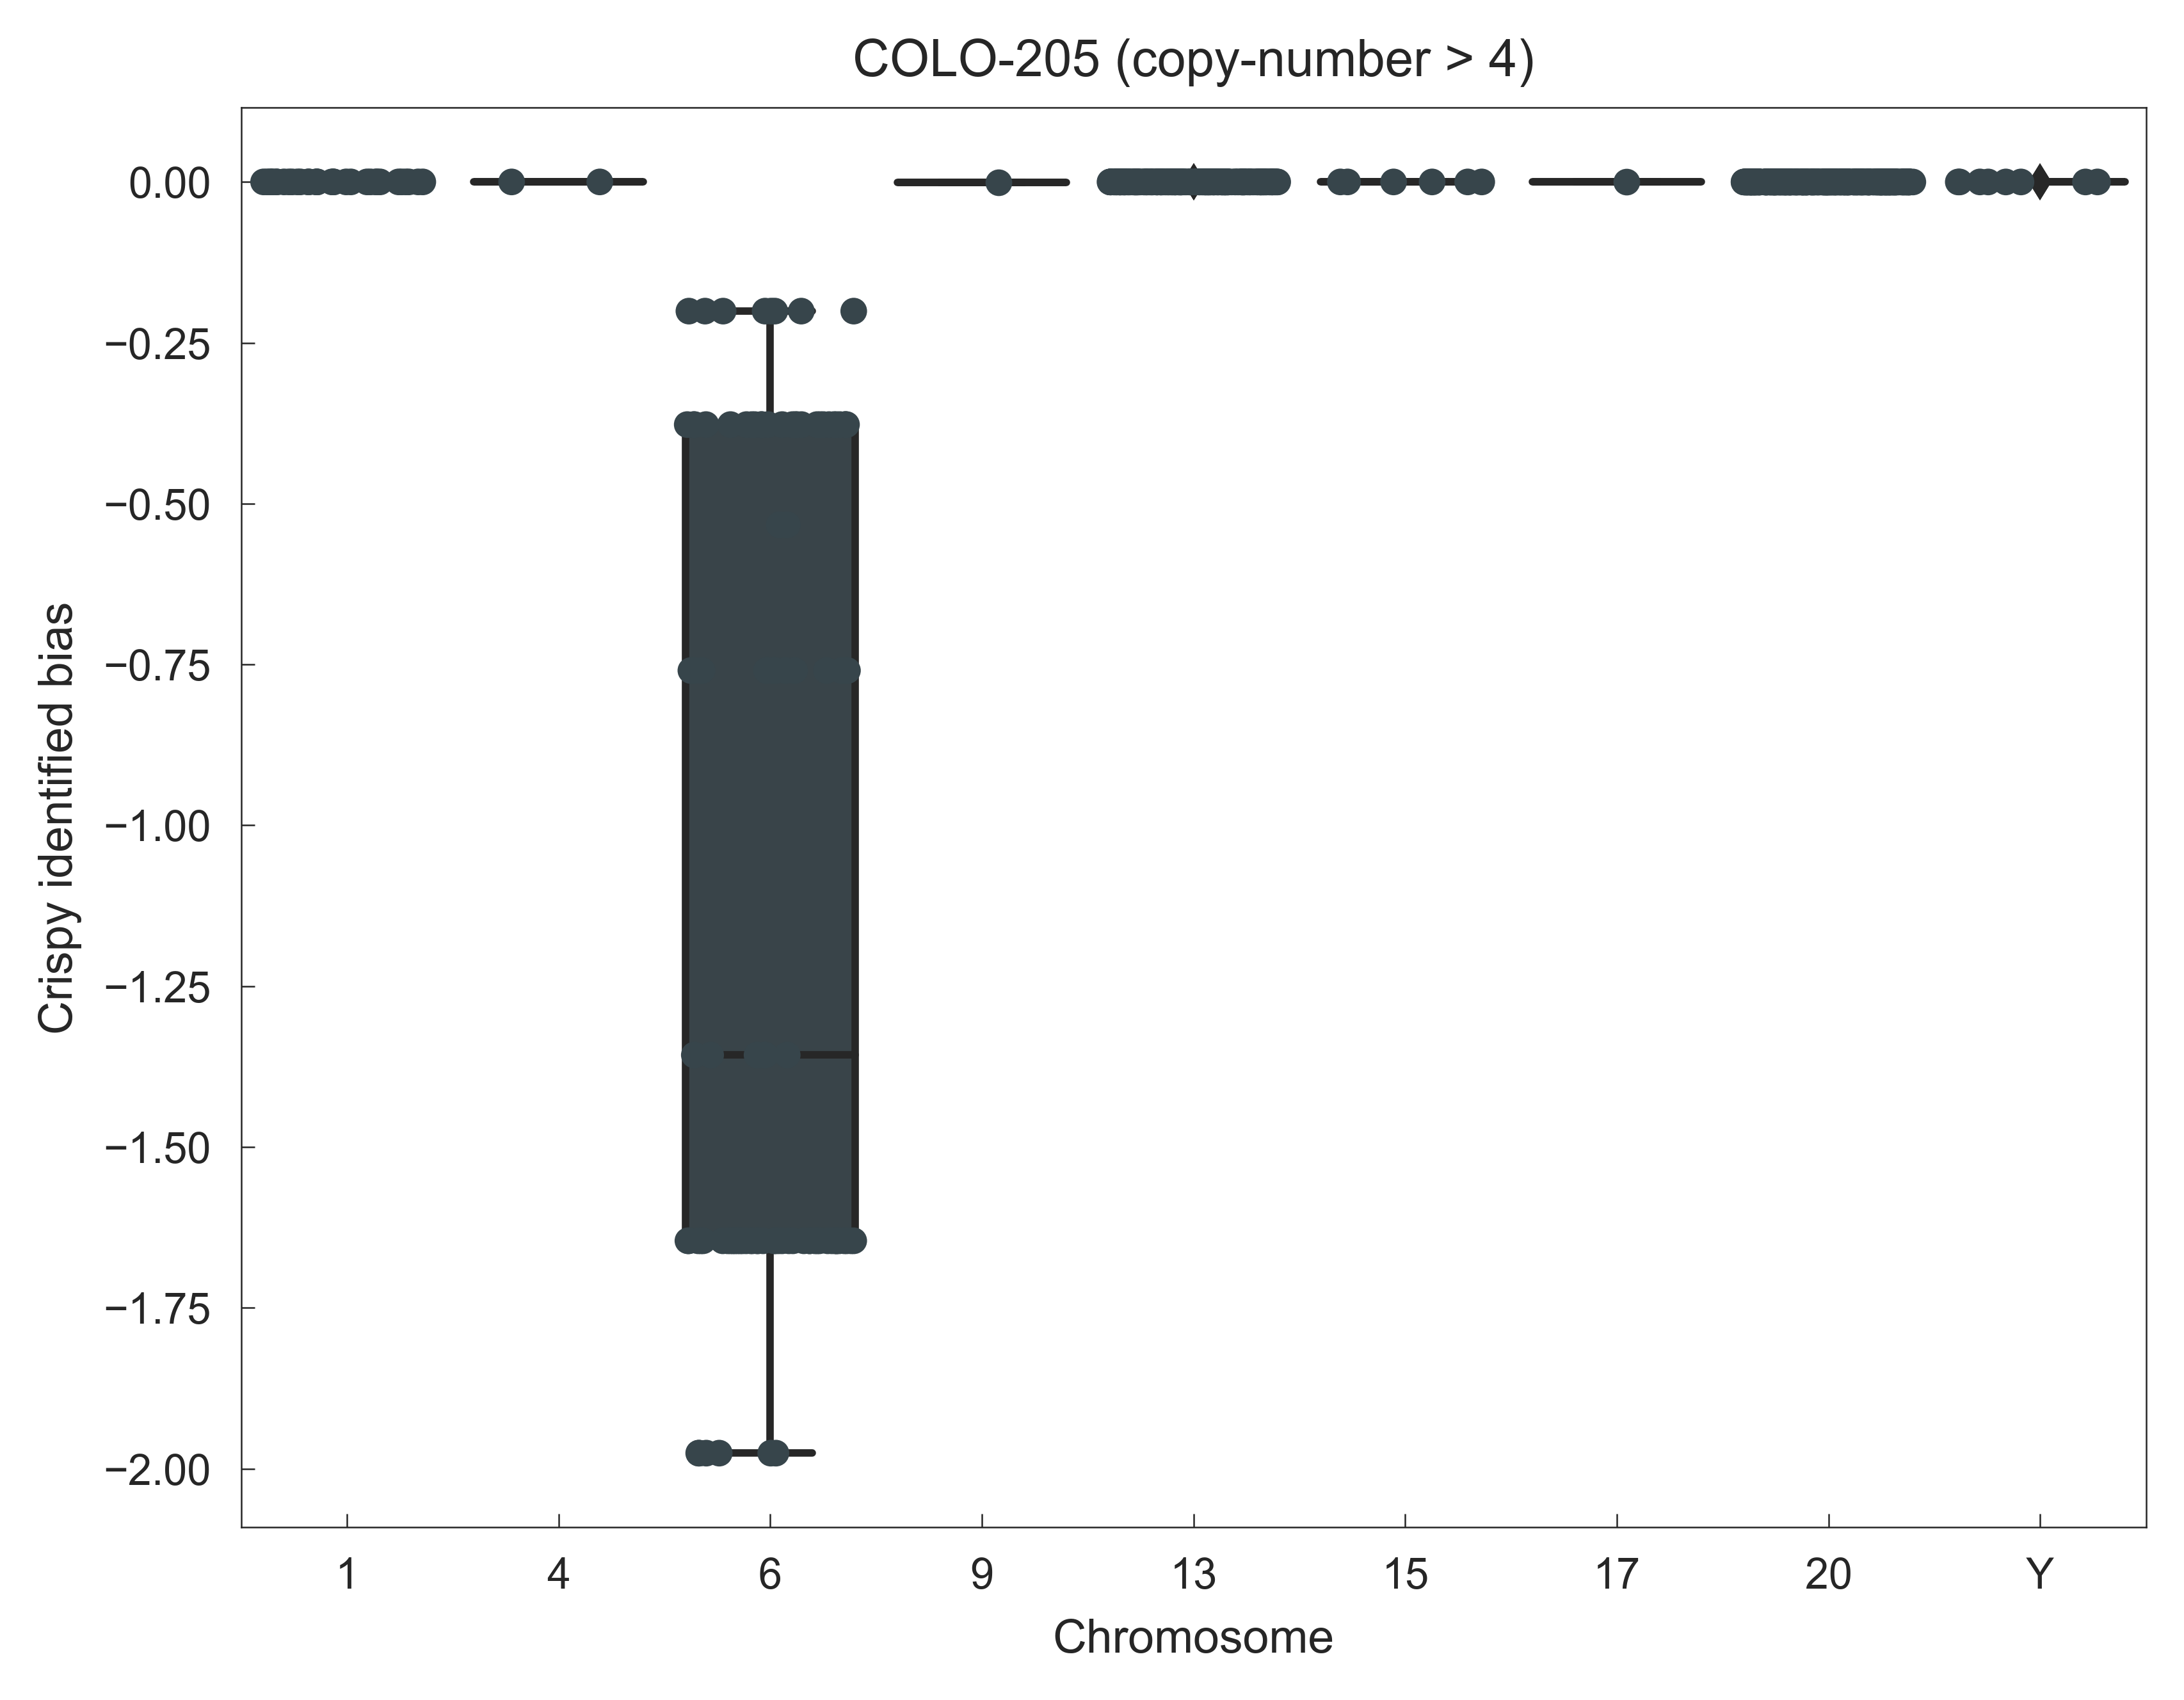 COLO-205 (copy-number > 4)
0.00
−0.25
−0.50
−0.75
−1.00
−1.25
−1.50
−1.75
−2.00
Crispy identified bias
1 4 6 9 13 15 17 20 Y
Chromosome